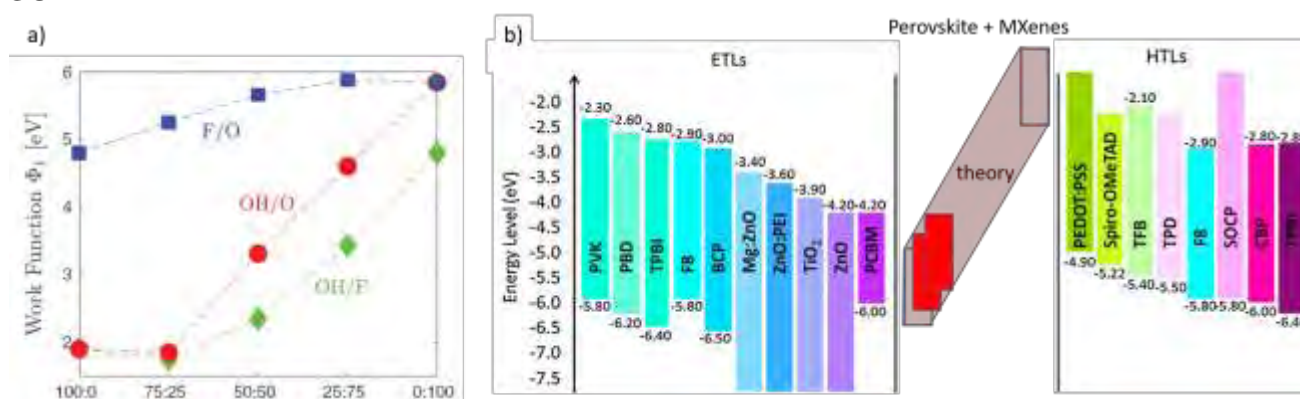 a)
Work Function Φ₁ [eV]
6
5
4
3
2
F/O
OH/O
OH/F
100:0 75:25 50:50 25:75 0:100
b)
ETLs
Energy Level (eV)
-2.0
-2.5
-3.0
-3.5
-4.0
-4.5
-5.0
-5.5
-6.0
-6.5
-7.0
-7.5
-2.30 -2.60 -2.80 -2.90 -3.00 -3.40 -3.60 -3.90 -4.20 -4.20
PVK PBD TPBI F8 BCP Mg:ZnO ZnO:PEI TiO₂ ZnO PCBM
-5.80 -6.20 -6.40 -5.80 -6.50 -6.00
Perovskite + MXenes
theory
HTLs
-2.10 -2.90 -2.80
PEDOT:PSS Spiro-OMeTAD TFB TPD F8 SOCP CBP
-4.90 -5.22 -5.40 -5.50 -5.80 -5.80 -6.00